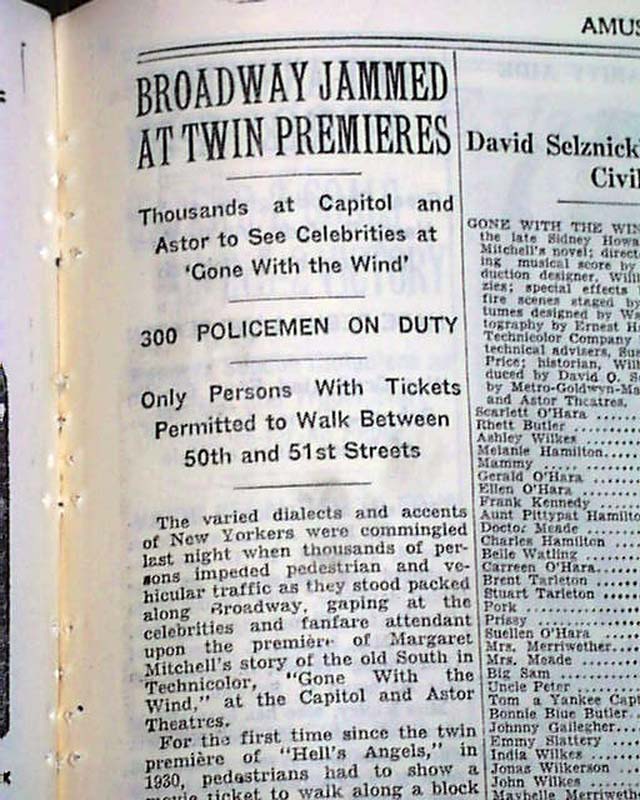 AMUS
BROADWAY JAMMED
AT TWIN PREMIERES
Thousands at Capitol and
Astor to See Celebrities at
'Gone With the Wind'
300 POLICEMEN ON DUTY
Only Persons With Tickets
Permitted to Walk Between
50th and 51st Streets
The varied dialects and accents
of New Yorkers were commingled
last night when thousands of per-
sons impeded pedestrian and ve-
hicular traffic as they stood packed
along Broadway, gaping at the
celebrities and fanfare attendant
upon the première of Margaret
Mitchell's story of the old South in
Technicolor, "Gone With the
Wind," at the Capitol and Astor
Theatres.
For the first time since the twin
première of "Hell's Angels," in
1930, pedestrians had to show a
movie ticket to walk along a block
David Selznick'
Civil
GONE WITH THE WIN
the late Sidney Howa
Mitchell's novel; direct
ing musical score by
duction designer, Willi
zies; special effects
fire scenes staged by
tumes designed by Wa
tography by Ernest H
Technicolor Company
technical advisers, Sus
Price; historian, Wilb
duced by David O. Se
by Metro-Goldwyn-Ma
and Astor Theatres.
Scarlett O'Hara
Rhett Butler
Ashley Wilkes
Melanie Hamilton
Mammy
Gerald O'Hara
Ellen O'Hara
Frank Kennedy
Aunt Pittypat Hamilto
Doctor Meade
Charles Hamilton
Belle Watling
Carreen O'Hara
Brent Tarleton
Stuart Tarleton
Pork
Prissy
Suellen O'Hara
Mrs. Merriwether
Mrs. Meade
Big Sam
Uncle Peter
Tom a Yankee Capt
Bonnie Blue Butler
Johnny Gallegher
Emmy Slattery
India Wilkes
Jonas Wilkerson
John Wilkes
Maybelle Merriwethe